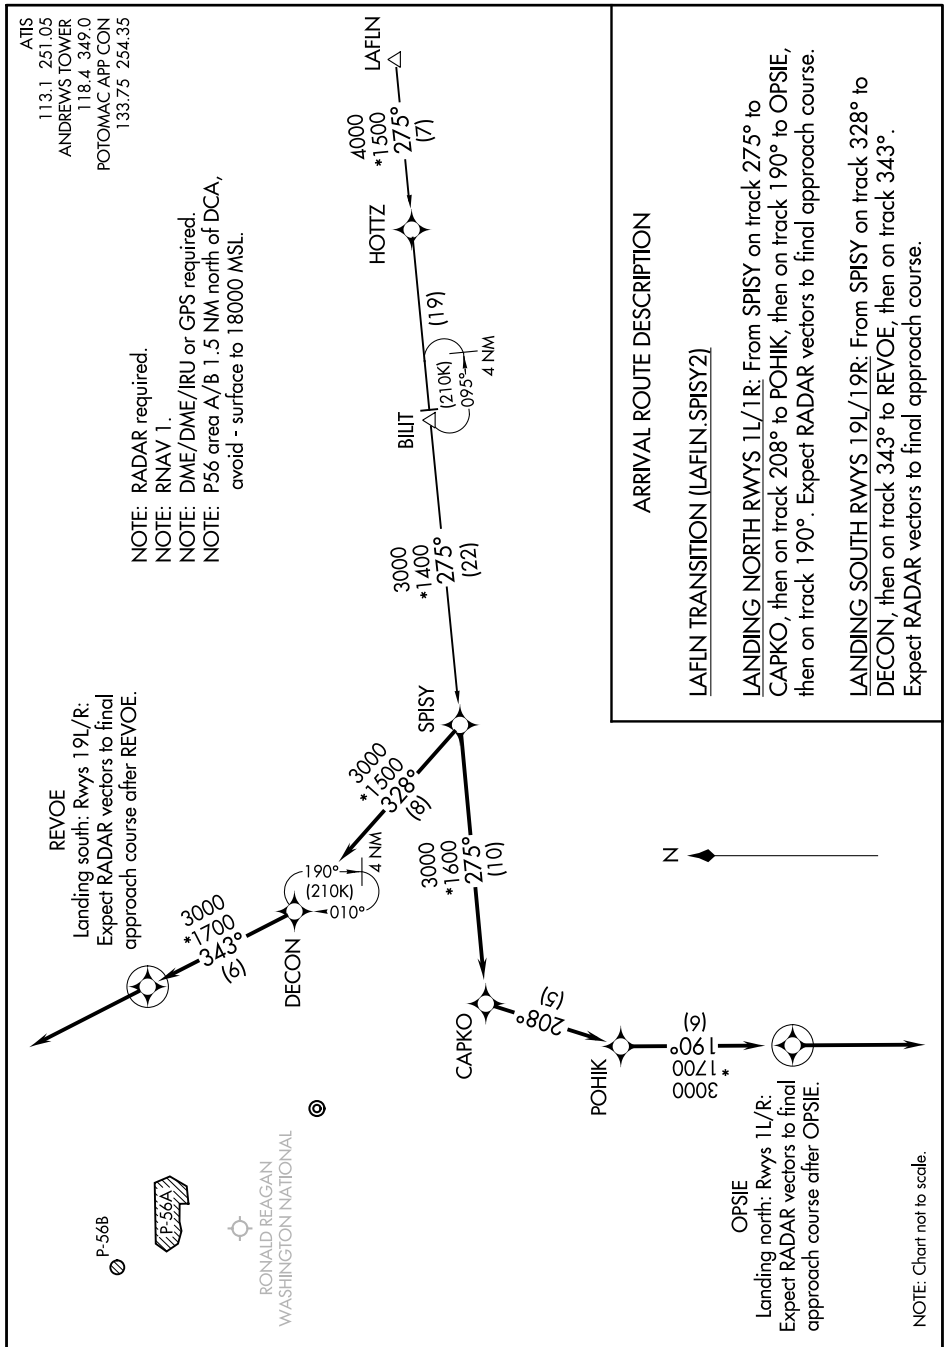 ATIS
113.1 251.05
ANDREWS TOWER
118.4 349.0
POTOMAC APP CON
133.75 254.35
NOTE: RADAR required.
NOTE: RNAV 1.
NOTE: DME/DME/IRU or GPS required.
NOTE: P56 area A/B 1.5 NM north of DCA,
avoid - surface to 18000 MSL.
REVOE
Landing south: Rwys 19L/R:
Expect RADAR vectors to final
approach course after REVOE.
P-56B
P-56A
RONALD REAGAN
WASHINGTON NATIONAL
3000
*1700
343°
(6)
DECON
190°
(210K)
010°
4 NM
3000
*1500
328°
(8)
SPISY
3000
*1400
275°
(22)
BILIT
(210K)
095°
4 NM
(19)
HOTTZ
4000
*1500
275°
(7)
LAFLN
3000
*1600
275°
(10)
CAPKO
208°
(5)
POHIK
3000
*1700
190°
(6)
N
OPSIE
Landing north: Rwys 1L/R:
Expect RADAR vectors to final
approach course after OPSIE.
NOTE: Chart not to scale.
ARRIVAL ROUTE DESCRIPTION
LAFLN TRANSITION (LAFLN.SPISY2)
LANDING NORTH RWYS 1L/1R: From SPISY on track 275° to
CAPKO, then on track 208° to POHIK, then on track 190° to OPSIE,
then on track 190°. Expect RADAR vectors to final approach course.
LANDING SOUTH RWYS 19L/19R: From SPISY on track 328° to
DECON, then on track 343° to REVOE, then on track 343°.
Expect RADAR vectors to final approach course.